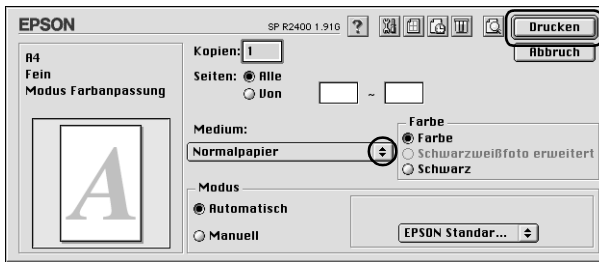 EPSON
SP R2400 1.91G
?
Drucken
Abbruch
A4
Fein
Modus Farbanpassung
A
Kopien: 1
Seiten: Alle
Von ~
Medium:
Normalpapier
Farbe
Farbe
Schwarzweißfoto erweitert
Schwarz
Modus
Automatisch
Manuell
EPSON Standar...